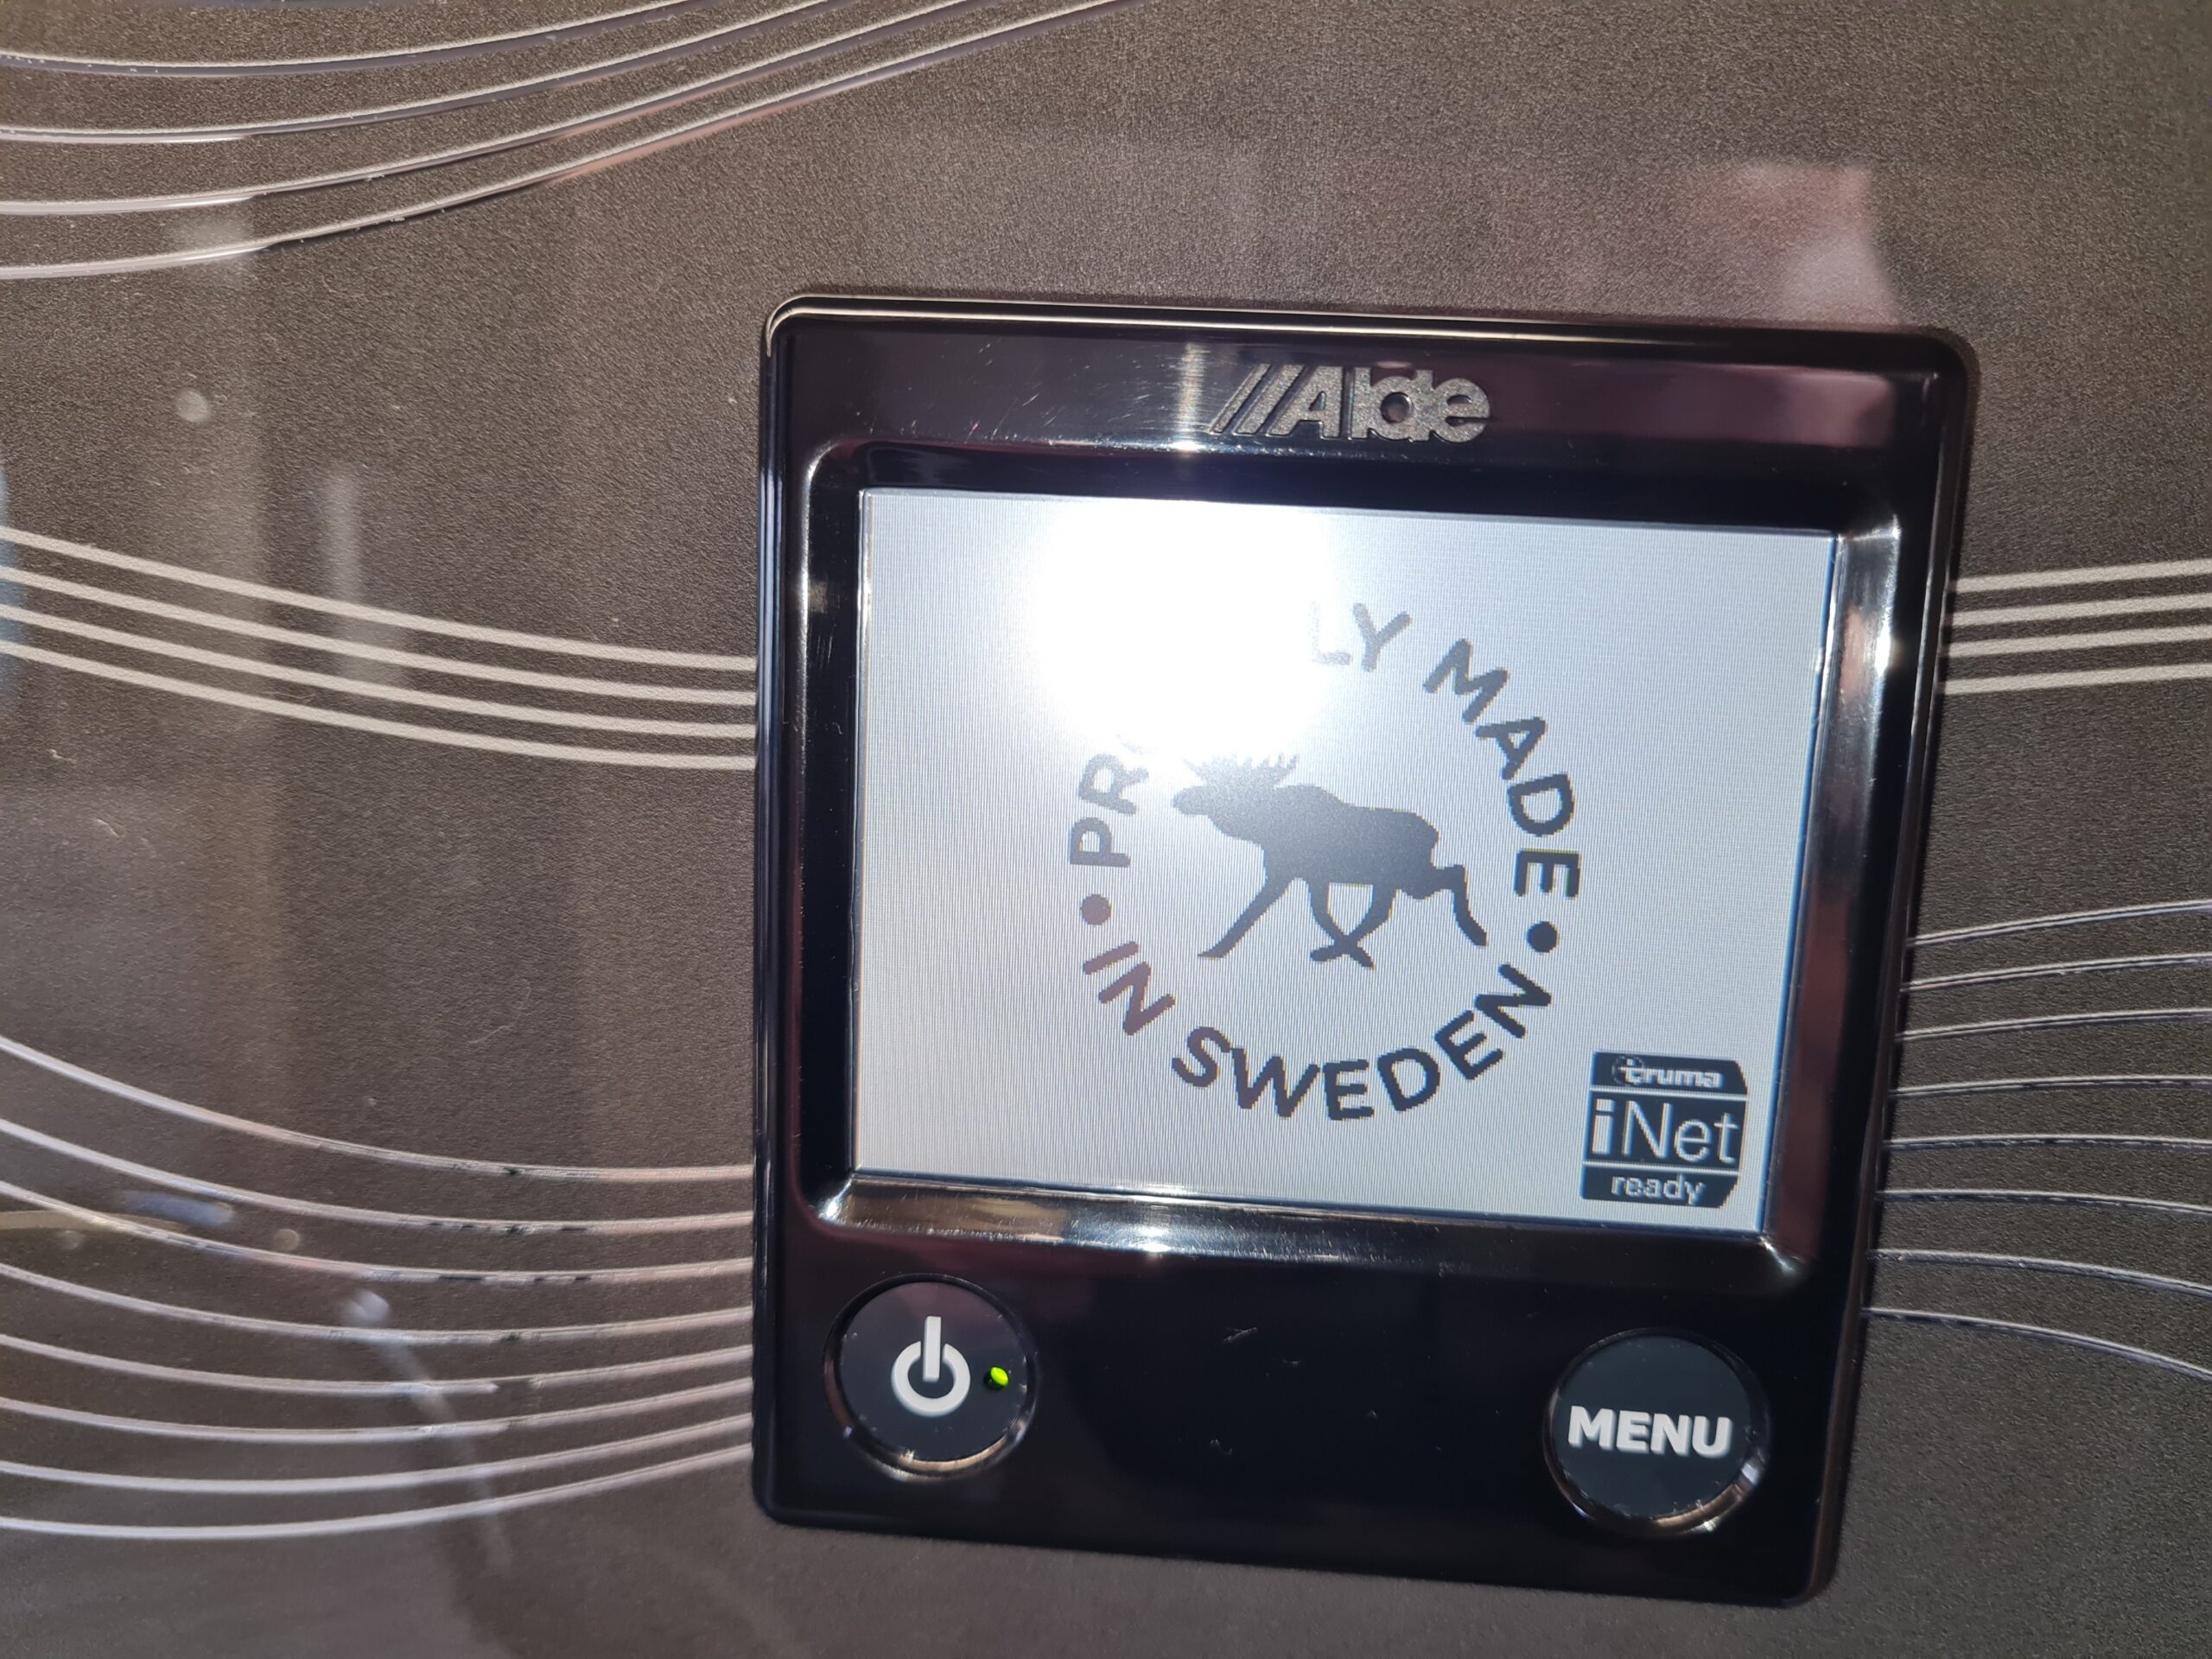 Alde
LY MADE
IN SWEDEN
truma
iNet
ready
MENU